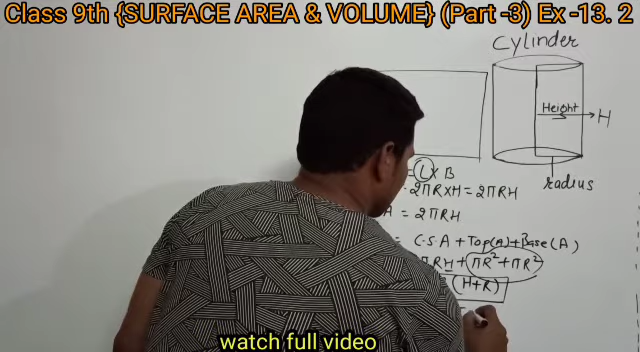 Class 9th {SURFACE AREA & VOLUME} (Part -3) Ex -13. 2
Cylinder
Height
H
radius
= L × B
2πR×H = 2πRH
A = 2πRH
= C.S.A + Top(A) + Base(A)
πRH + (πR² + πR²)
(H+R)
watch full video